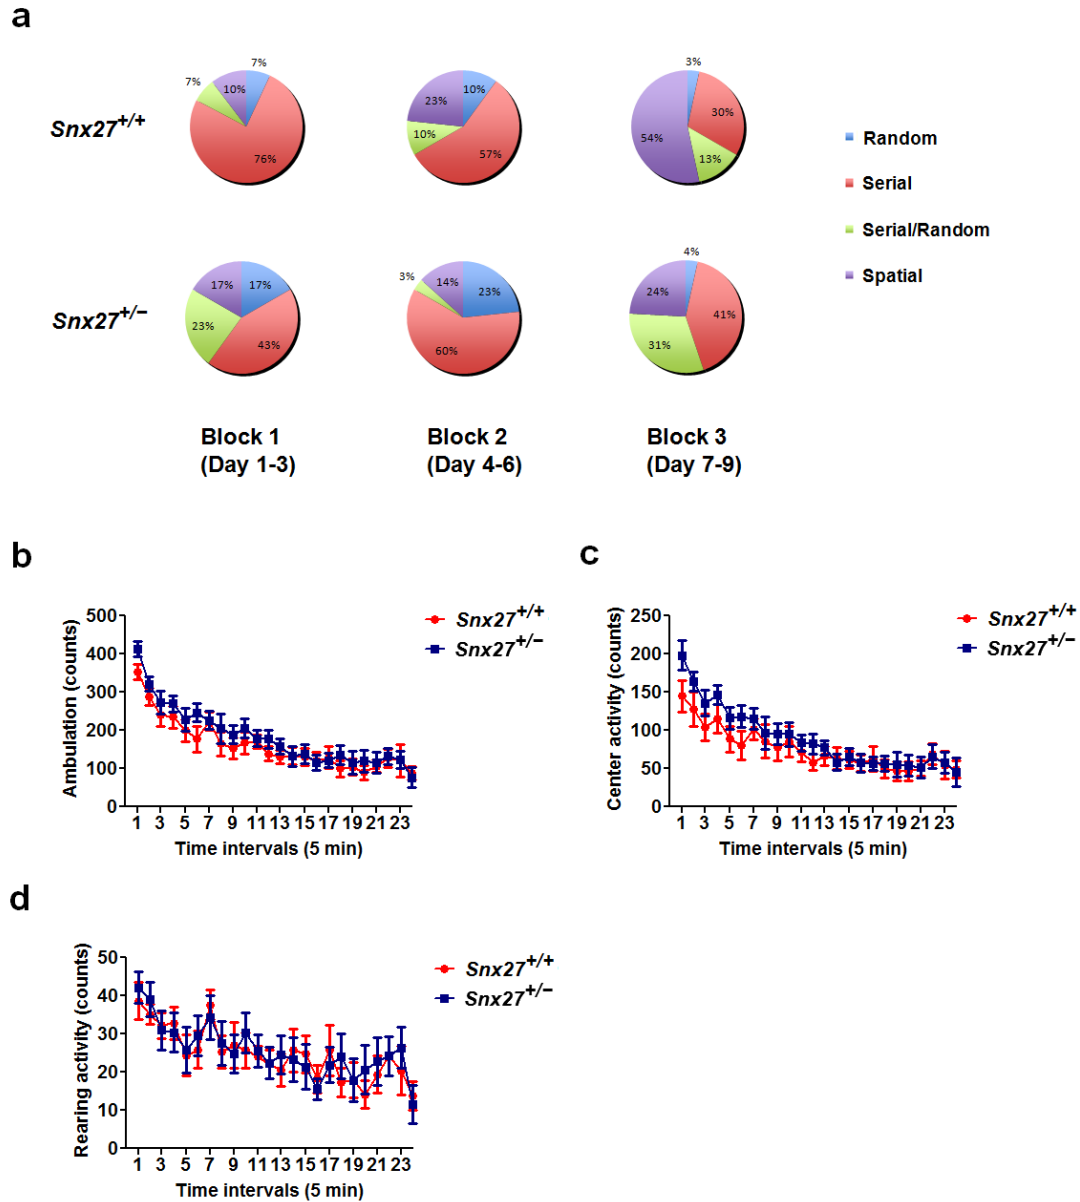 a
Snx27+/+
7%
7%
10%
76%
10%
23%
10%
57%
3%
30%
54%
13%
Random
Serial
Serial/Random
Spatial
Snx27+/−
17%
17%
23%
43%
3%
14%
23%
60%
4%
24%
41%
31%
Block 1
(Day 1-3)
Block 2
(Day 4-6)
Block 3
(Day 7-9)
b
Ambulation (counts)
500
400
300
200
100
0
1 3 5 7 9 11 13 15 17 19 21 23
Time intervals (5 min)
Snx27+/+
Snx27+/−
c
Center activity (counts)
250
200
150
100
50
0
1 3 5 7 9 11 13 15 17 19 21 23
Time intervals (5 min)
Snx27+/+
Snx27+/−
d
Rearing activity (counts)
50
40
30
20
10
0
1 3 5 7 9 11 13 15 17 19 21 23
Time intervals (5 min)
Snx27+/+
Snx27+/−